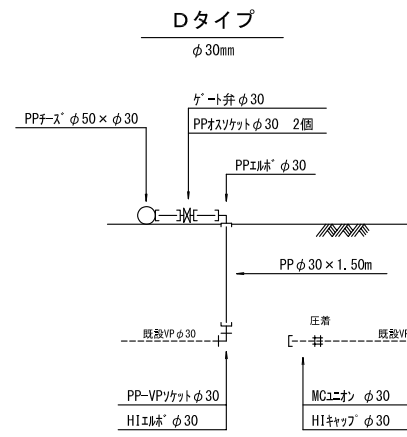 Dタイプ
φ30mm
ゲート弁φ30
PPチーズφ50×φ30
PPオスソケットφ30 2個
PPエルボφ30
PPφ30×1.50m
圧着
既設VPφ30
既設VP
PP-VPソケットφ30
MCユニオン φ30
HIエルボφ30
HIキャップφ30